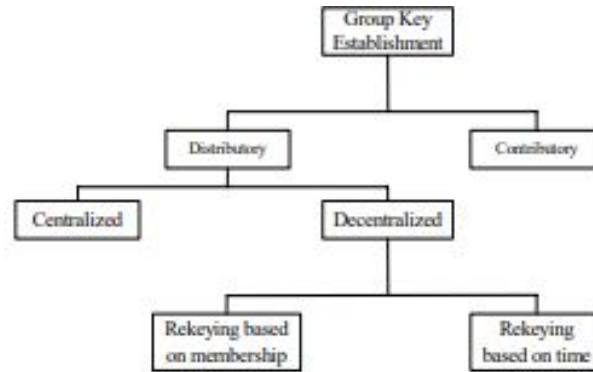 Group Key
Establishment
Distributory
Contributory
Centralized
Decentralized
Rekeying based
on membership
Rekeying
based on time